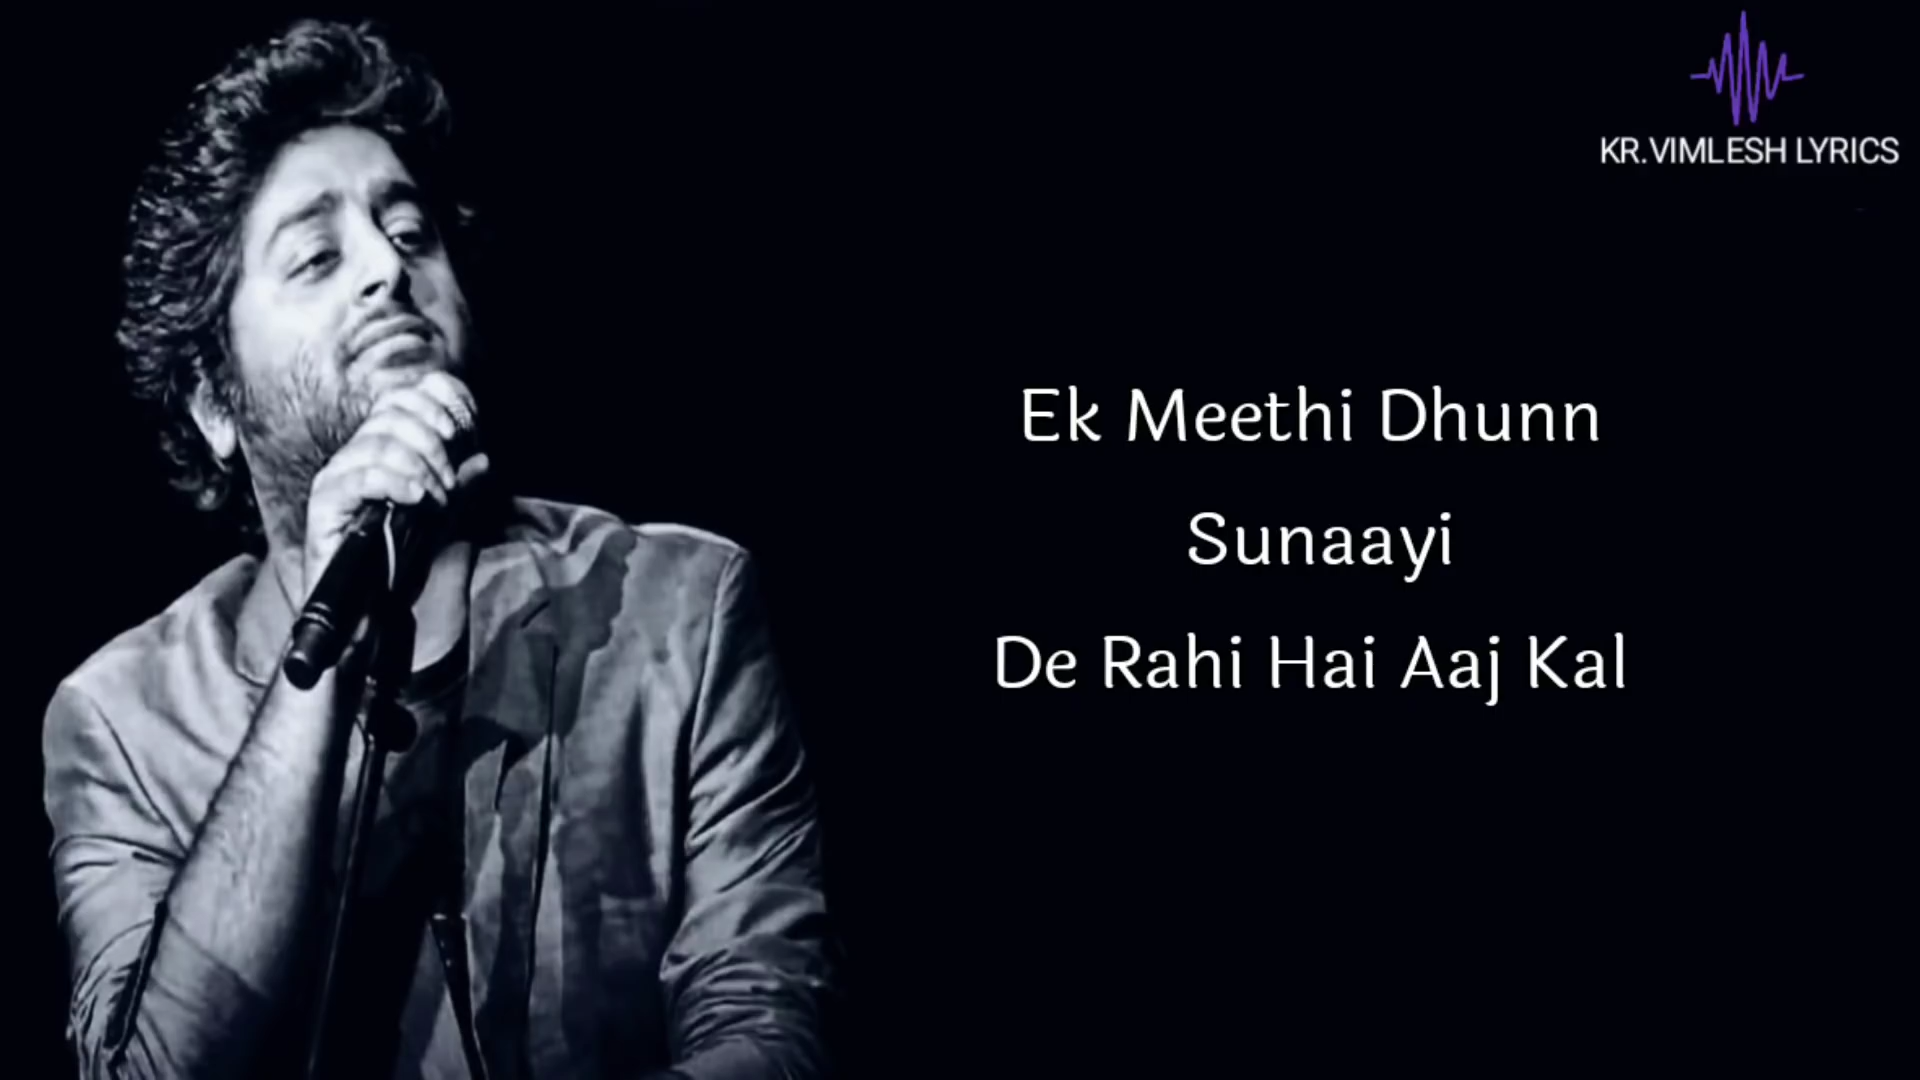 KR.VIMLESH LYRICS
Ek Meethi Dhunn
Sunaayi
De Rahi Hai Aaj Kal